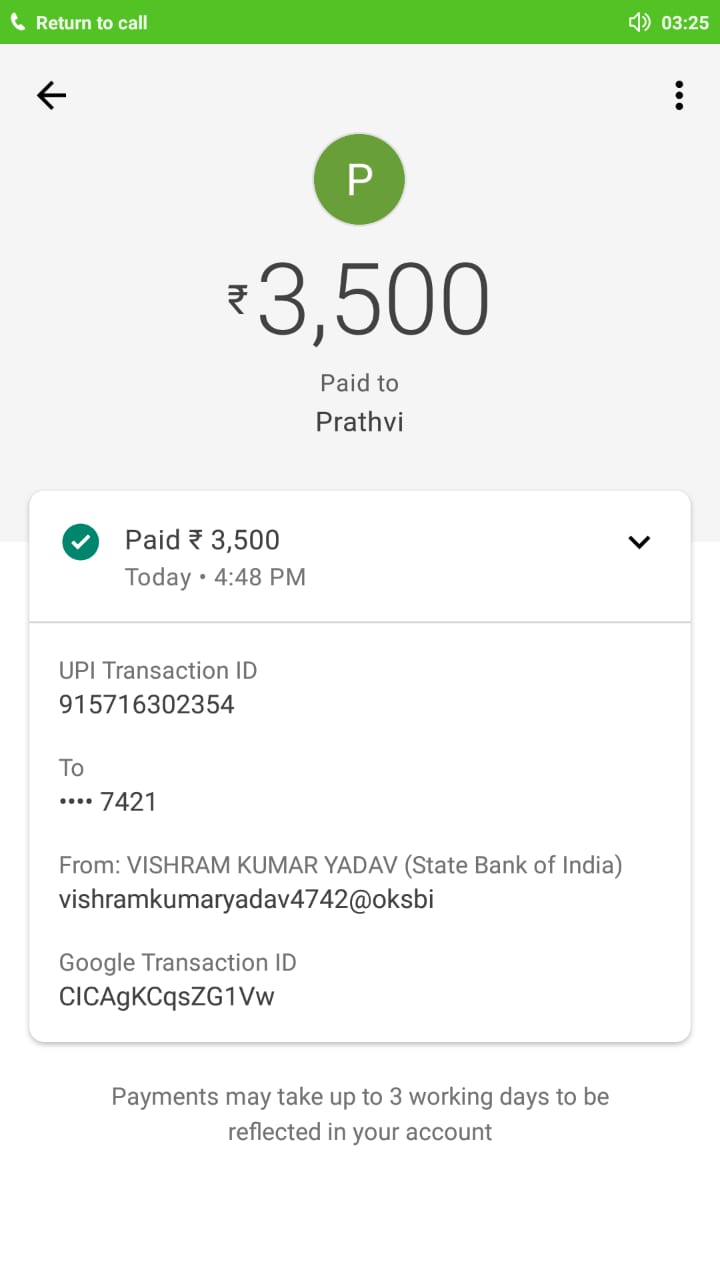 Return to call 03:25
P
₹3,500
Paid to
Prathvi
Paid ₹ 3,500
Today • 4:48 PM
UPI Transaction ID
915716302354
To
•••• 7421
From: VISHRAM KUMAR YADAV (State Bank of India)
vishramkumaryadav4742@oksbi
Google Transaction ID
CICAgKCqsZG1Vw
Payments may take up to 3 working days to be
reflected in your account